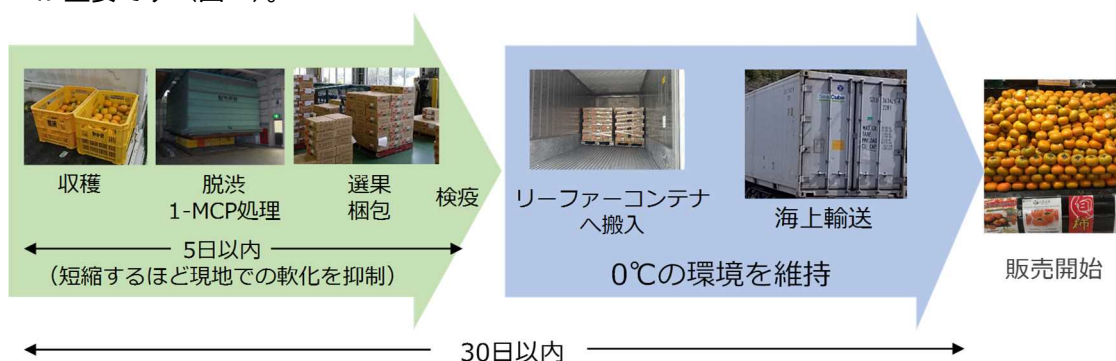 収穫
脱渋
1-MCP処理
選果
梱包
検疫
5日以内
（短縮するほど現地での軟化を抑制）
リーファーコンテナ
へ搬入
海上輸送
0℃の環境を維持
旬
柿
販売開始
30日以内